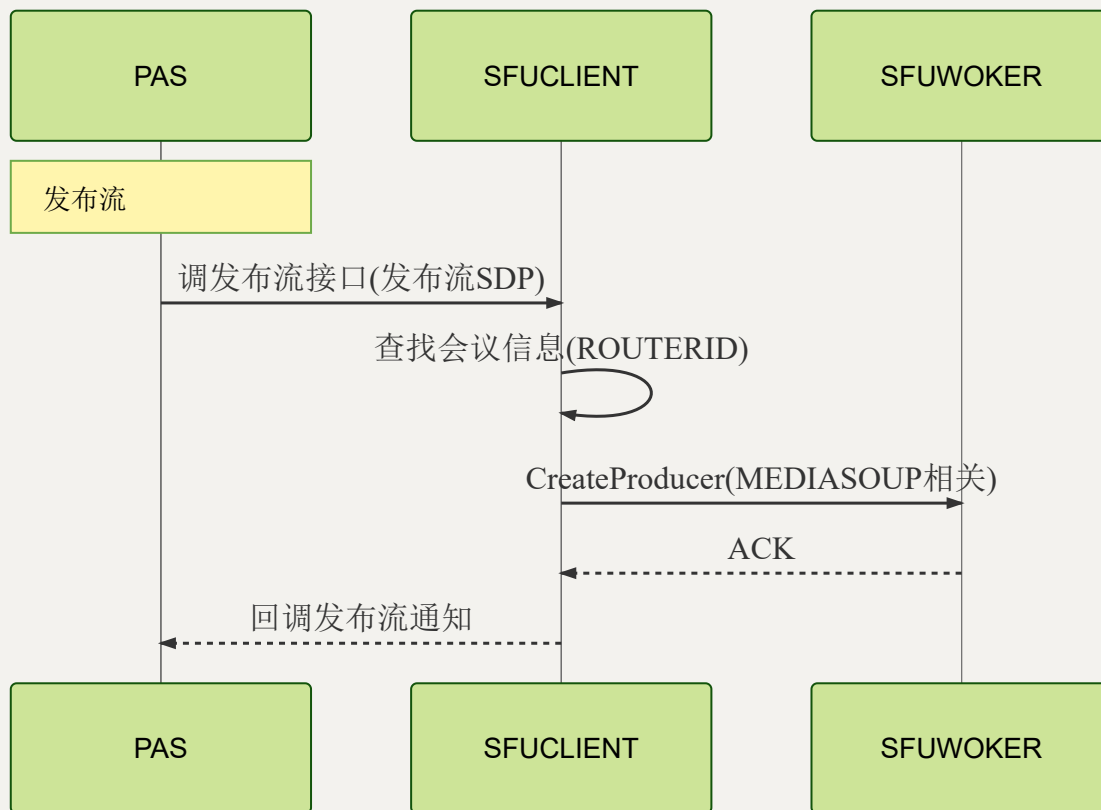 PAS
SFUCLIENT
SFUWOKER
发布流
调发布流接口(发布流SDP)
查找会议信息(ROUTERID)
CreateProducer(MEDIASOUP相关)
ACK
回调发布流通知
PAS
SFUCLIENT
SFUWOKER